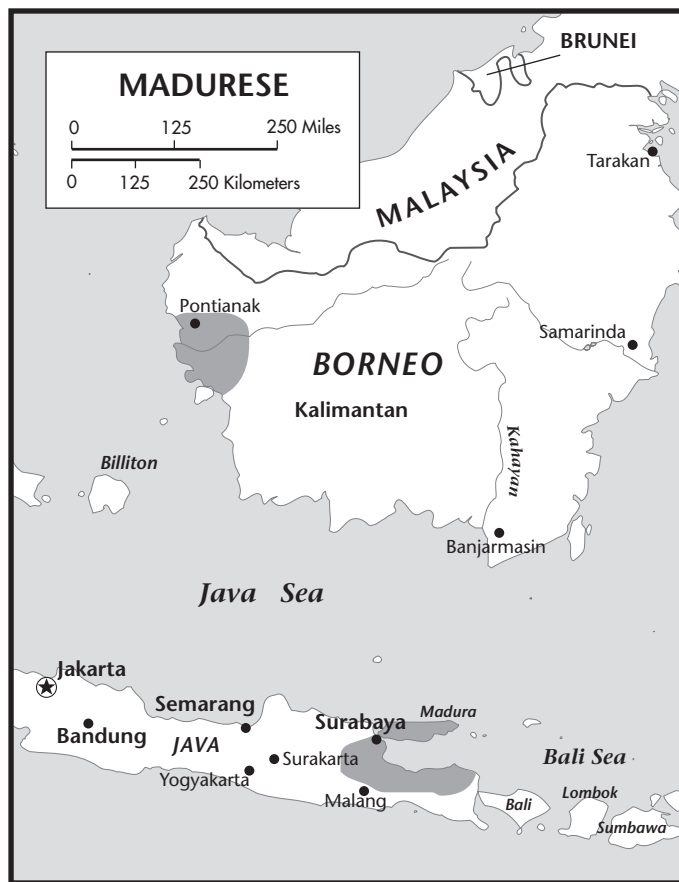 BRUNEI
MADURESE
0 125 250 Miles
0 125 250 Kilometers
MALAYSIA
Tarakan
Pontianak
Samarinda
BORNEO
Kalimantan
Kahayan
Billiton
Banjarmasin
Java Sea
Jakarta
Semarang
Madura
Surabaya
Bandung
JAVA
Bali Sea
Surakarta
Yogyakarta
Malang
Lombok
Bali
Sumbawa